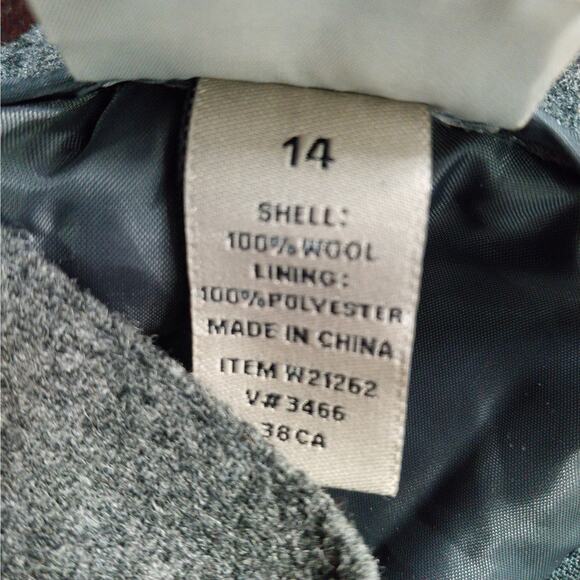 14
SHELL:
100% WOOL
LINING:
100%POLYESTER
MADE IN CHINA
ITEM W21262
V# 3466
38CA